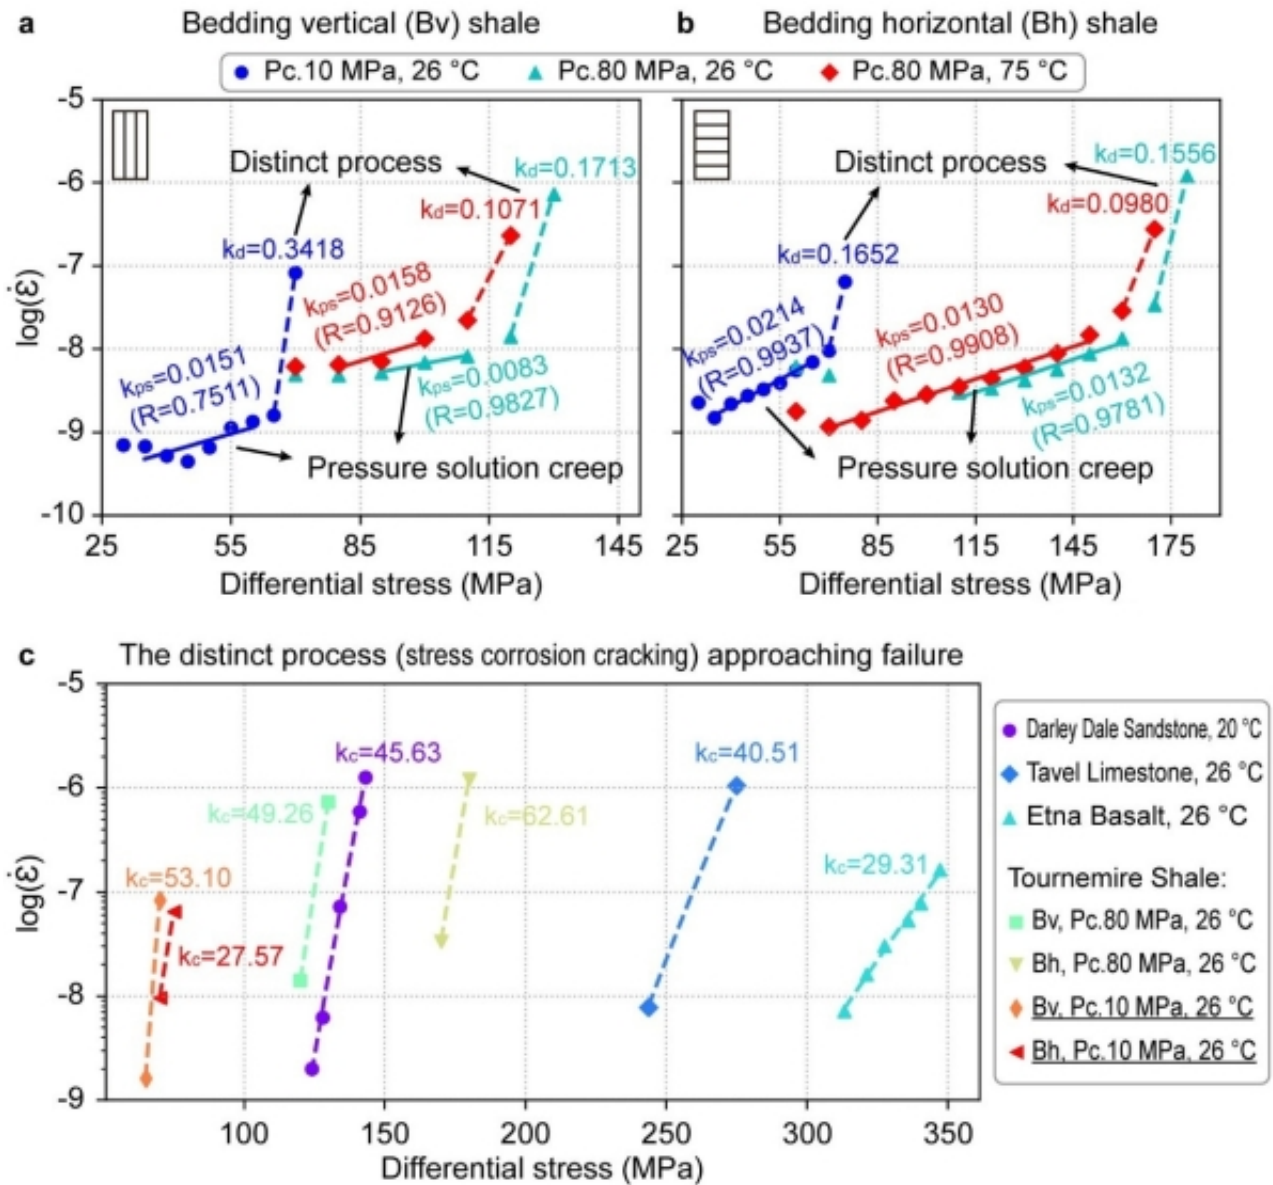 a Bedding vertical (Bv) shale
b Bedding horizontal (Bh) shale
Pc.10 MPa, 26 °C Pc.80 MPa, 26 °C Pc.80 MPa, 75 °C
-5
-6
-7
-8
-9
-10
log(ε̇)
Distinct process
kd=0.1713
kd=0.1071
kd=0.3418
kps=0.0158
(R=0.9126)
kps=0.0151
(R=0.7511)
kps=0.0083
(R=0.9827)
Pressure solution creep
25 55 85 115 145
Differential stress (MPa)
Distinct process
kd=0.1556
kd=0.0980
kd=0.1652
kps=0.0214
(R=0.9937)
kps=0.0130
(R=0.9908)
kps=0.0132
(R=0.9781)
Pressure solution creep
25 55 85 115 145 175
Differential stress (MPa)
c The distinct process (stress corrosion cracking) approaching failure
-5
-6
-7
-8
-9
log(ε̇)
kc=45.63
kc=40.51
kc=49.26
kc=62.61
kc=53.10
kc=29.31
kc=27.57
100 150 200 250 300 350
Differential stress (MPa)
Darley Dale Sandstone, 20 °C
Tavel Limestone, 26 °C
Etna Basalt, 26 °C
Tournemire Shale:
Bv, Pc.80 MPa, 26 °C
Bh, Pc.80 MPa, 26 °C
Bv, Pc.10 MPa, 26 °C
Bh, Pc.10 MPa, 26 °C